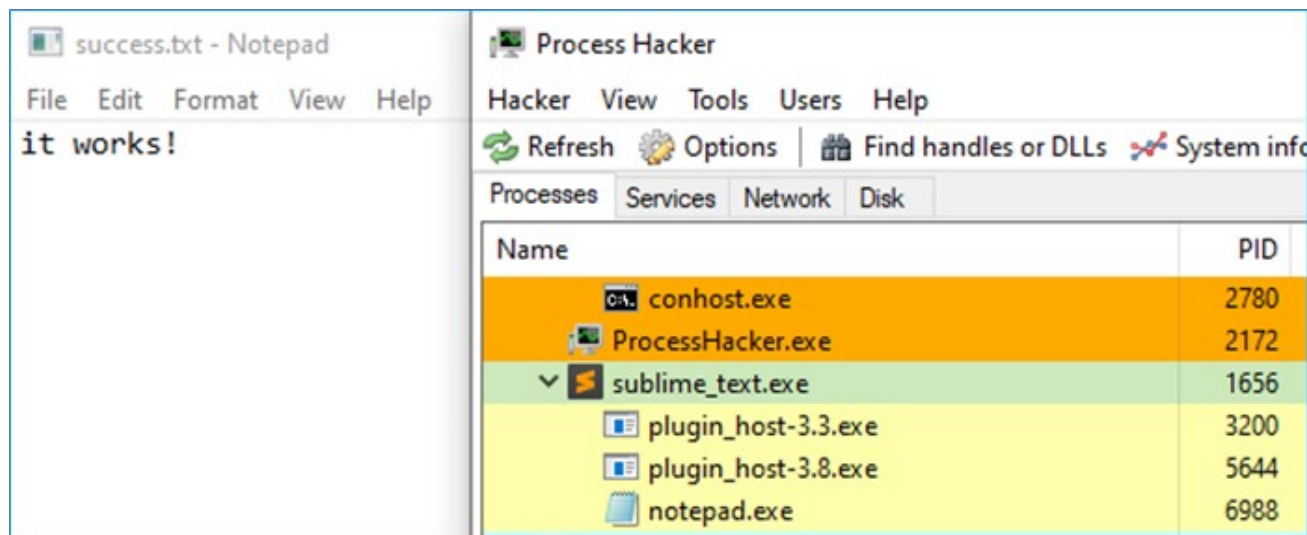 success.txt - Notepad
File Edit Format View Help
it works!
Process Hacker
Hacker View Tools Users Help
Refresh Options Find handles or DLLs System info
Processes Services Network Disk
Name PID
C:\. conhost.exe 2780
ProcessHacker.exe 2172
sublime_text.exe 1656
plugin_host-3.3.exe 3200
plugin_host-3.8.exe 5644
notepad.exe 6988